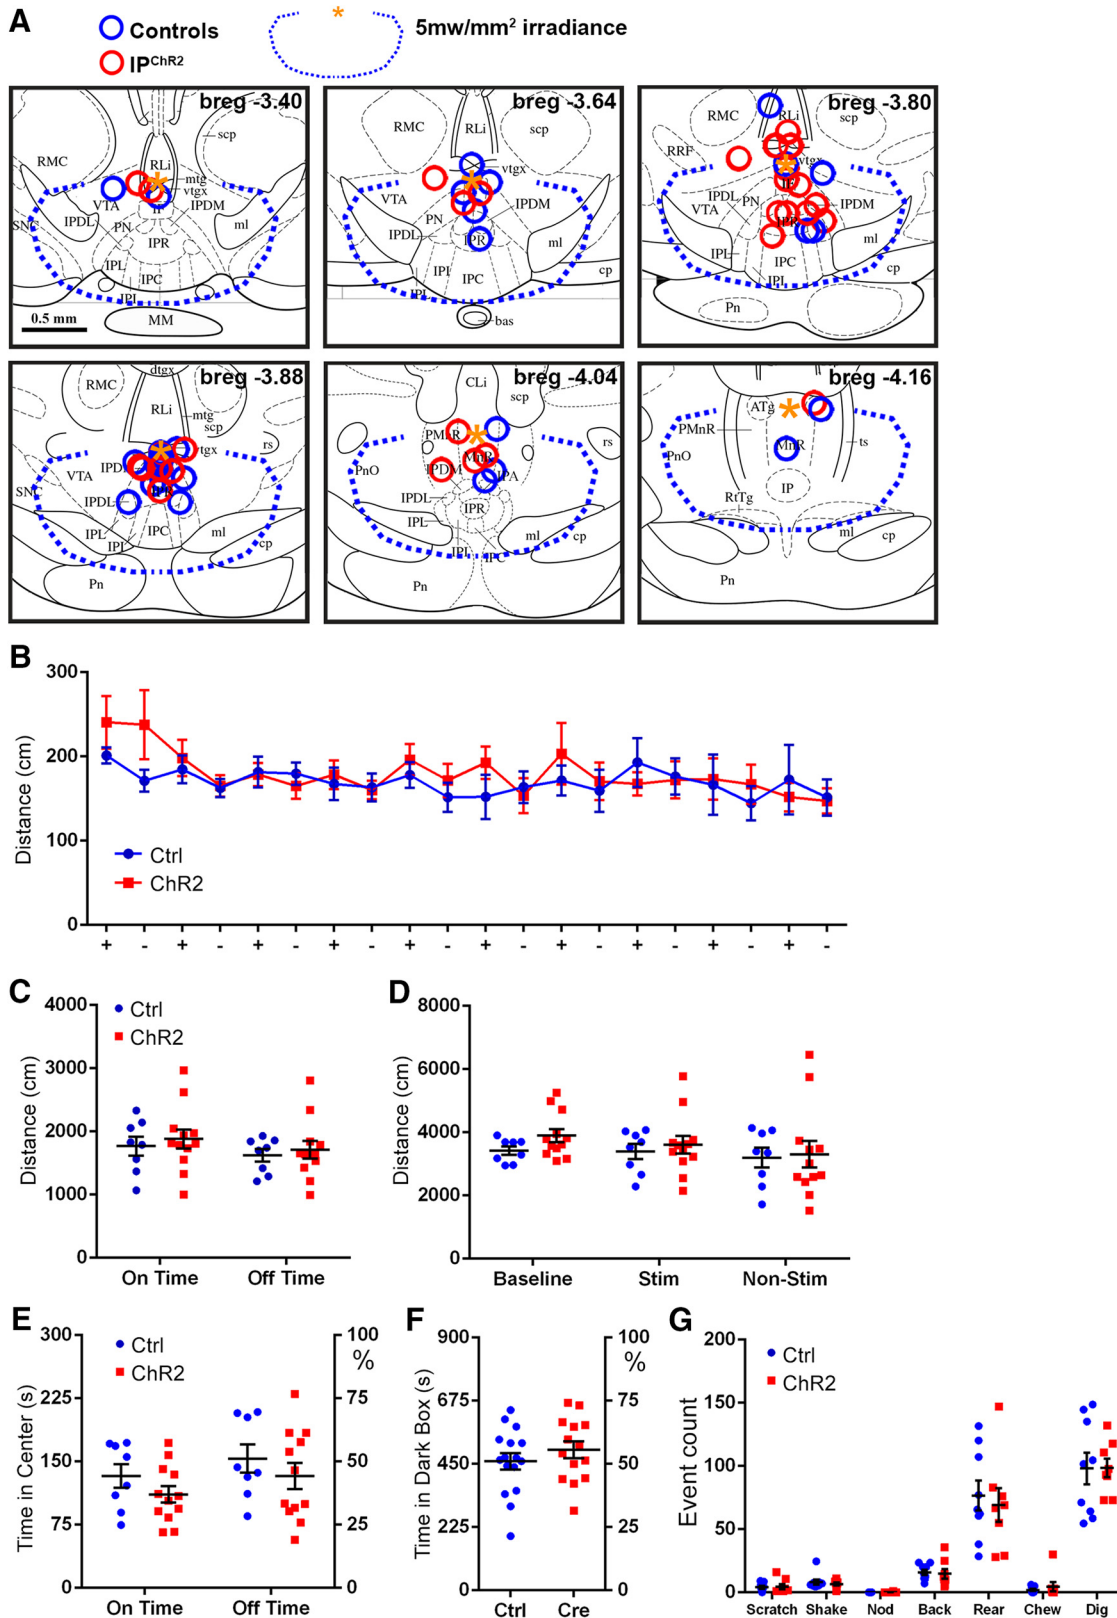 A
Controls
IPChR2
*
5mw/mm2 irradiance
breg -3.40
scp
RMC
RLi
mtg
vtgx
scp
VTA
IPDM
IPDL
PN
IPR
ml
IPL
IPC
0.5 mm
MM
breg -3.64
RMC
RLi
scp
vtgx
VTA
IPDM
PN
IPDL
IPR
ml
IPC
cp
bas
breg -3.80
RMC
RLi
scp
RRF
vtgx
IPDL
PN
IPDM
VTA
IPR
ml
IPL
IPC
cp
Pn
breg -3.88
dtgx
RMC
RLi
mtg
scp
rs
VTA
IPDL
IPL
IPC
ml
cp
Pn
breg -4.04
CLi
scp
PMnR
rs
MnR
PnO
IPDM
IPA
IPDL
IPR
IPL
ml
cp
IPC
Pn
breg -4.16
ATg
PMnR
ts
PnO
MnR
IP
RtTg
ml
cp
Pn
B
Distance (cm)
300
200
100
0
Ctrl
ChR2
+ - + - + - + - + - + - + - + - + - + -
C
Distance (cm)
4000
3000
2000
1000
0
Ctrl
ChR2
On Time Off Time
D
Distance (cm)
8000
6000
4000
2000
0
Baseline Stim Non-Stim
E
Time in Center (s)
300
225
150
75
0
Ctrl
ChR2
100
%
75
50
25
0
On Time Off Time
F
Time in Dark Box (s)
900
675
450
225
0
100
%
75
50
25
0
Ctrl Cre
G
Event count
200
150
100
50
0
Ctrl
ChR2
Scratch Shake Nod Back Rear Chew Dig